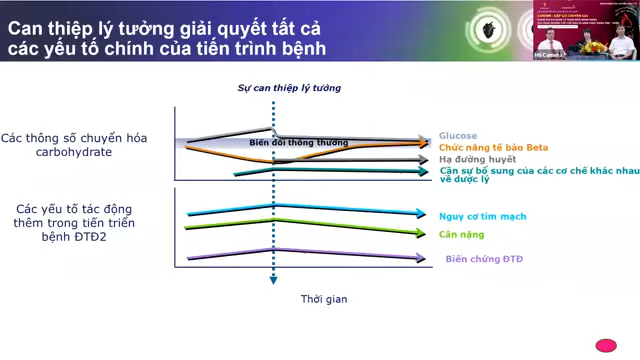 Can thiệp lý tưởng giải quyết tất cả
các yếu tố chính của tiến trình bệnh
HN Camera
Sự can thiệp lý tưởng
Các thông số chuyển hóa
carbohydrate
Biến đổi thông thường
Glucose
Chức năng tế bào Beta
Hạ đường huyết
Cần sự bổ sung của các cơ chế khác nhau
về dược lý
Các yếu tố tác động
thêm trong tiến triển
bệnh ĐTĐ2
Nguy cơ tim mạch
Cân nặng
Biến chứng ĐTĐ
Thời gian